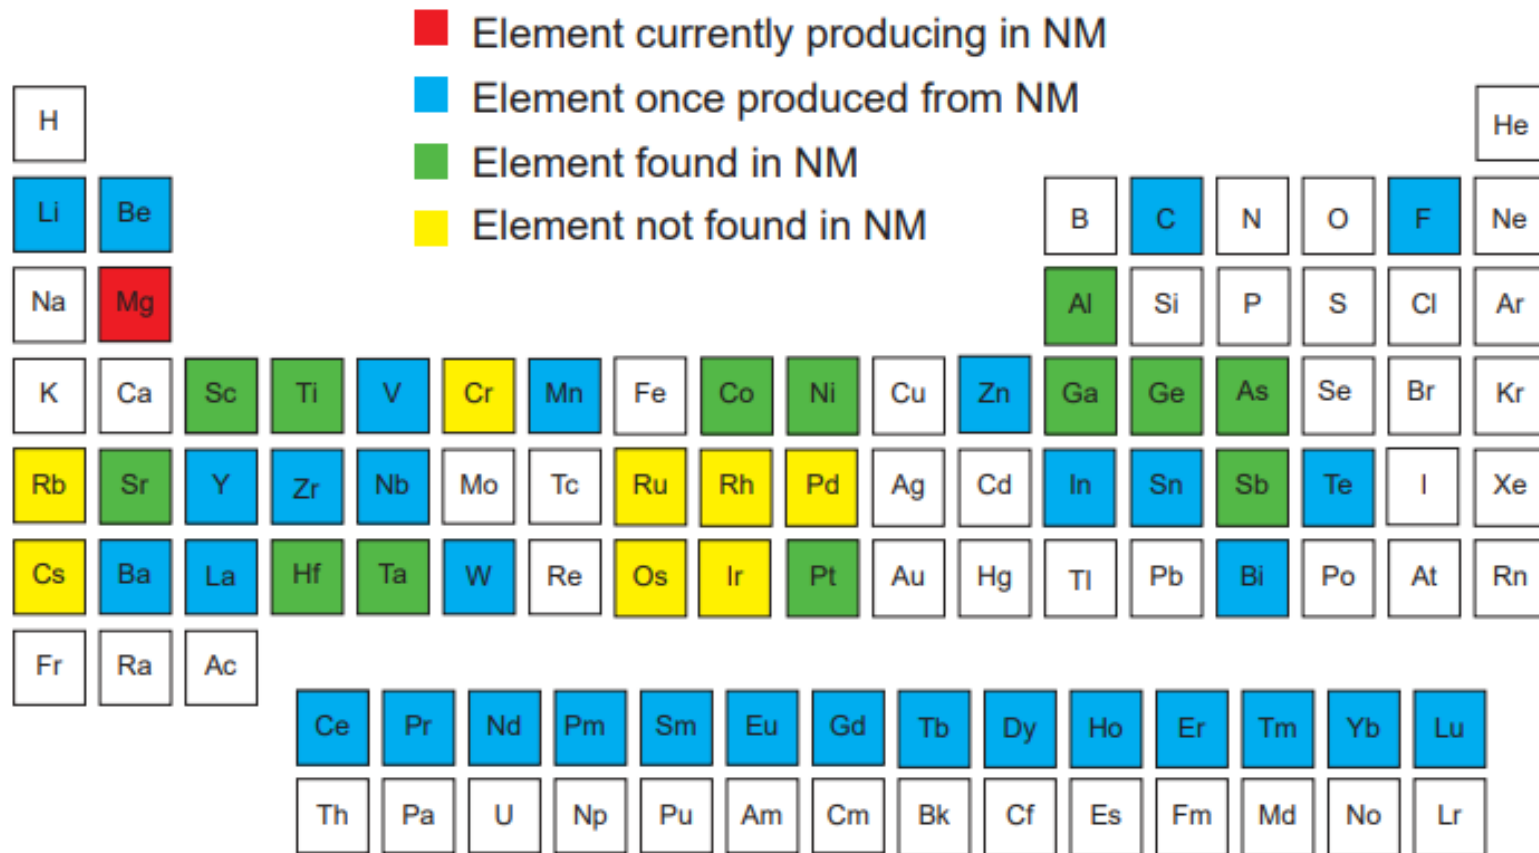 Element currently producing in NM
Element once produced from NM
Element found in NM
Element not found in NM
H He
Li Be B C N O F Ne
Na Mg Al Si P S Cl Ar
K Ca Sc Ti V Cr Mn Fe Co Ni Cu Zn Ga Ge As Se Br Kr
Rb Sr Y Zr Nb Mo Tc Ru Rh Pd Ag Cd In Sn Sb Te I Xe
Cs Ba La Hf Ta W Re Os Ir Pt Au Hg Tl Pb Bi Po At Rn
Fr Ra Ac
Ce Pr Nd Pm Sm Eu Gd Tb Dy Ho Er Tm Yb Lu
Th Pa U Np Pu Am Cm Bk Cf Es Fm Md No Lr